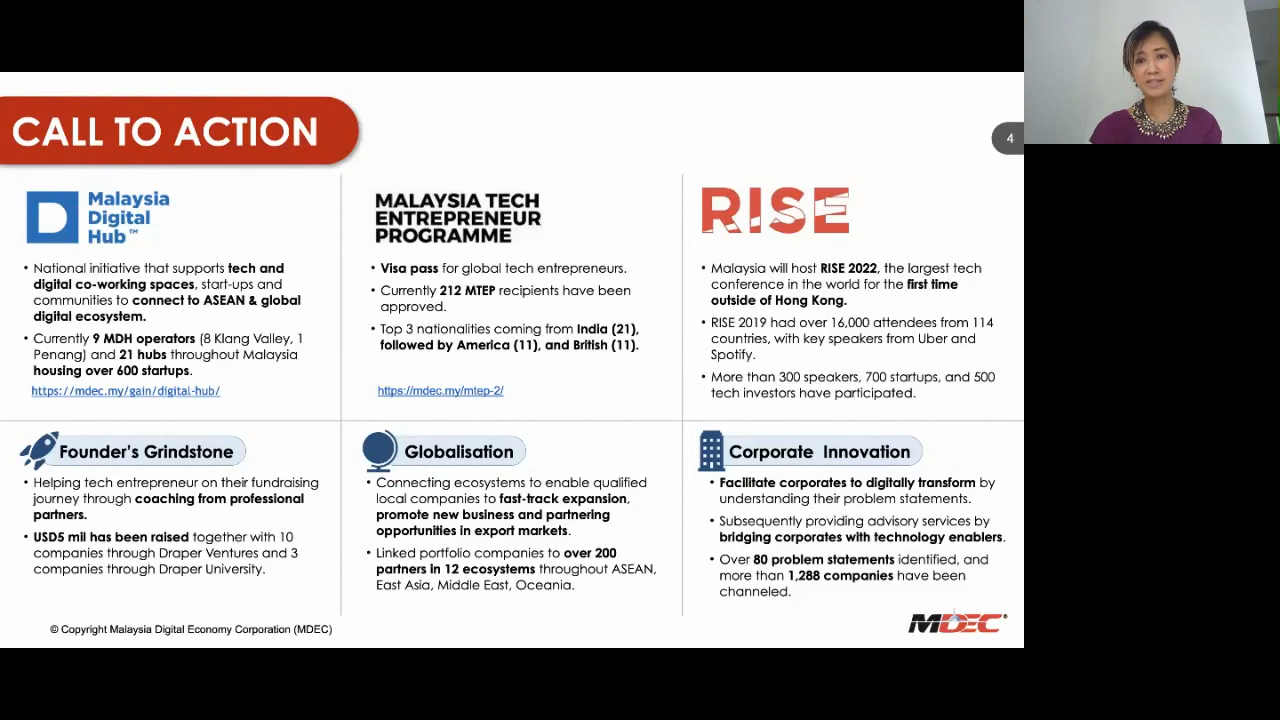 CALL TO ACTION
4
Malaysia
Digital
Hub™
• National initiative that supports tech and
digital co-working spaces, start-ups and
communities to connect to ASEAN & global
digital ecosystem.
• Currently 9 MDH operators (8 Klang Valley, 1
Penang) and 21 hubs throughout Malaysia
housing over 600 startups.
https://mdec.my/gain/digital-hub/
MALAYSIA TECH
ENTREPRENEUR
PROGRAMME
• Visa pass for global tech entrepreneurs.
• Currently 212 MTEP recipients have been
approved.
• Top 3 nationalities coming from India (21),
followed by America (11), and British (11).
https://mdec.my/mtep-2/
RISE
• Malaysia will host RISE 2022, the largest tech
conference in the world for the first time
outside of Hong Kong.
• RISE 2019 had over 16,000 attendees from 114
countries, with key speakers from Uber and
Spotify.
• More than 300 speakers, 700 startups, and 500
tech investors have participated.
Founder's Grindstone
• Helping tech entrepreneur on their fundraising
journey through coaching from professional
partners.
• USD5 mil has been raised together with 10
companies through Draper Ventures and 3
companies through Draper University.
Globalisation
• Connecting ecosystems to enable qualified
local companies to fast-track expansion,
promote new business and partnering
opportunities in export markets.
• Linked portfolio companies to over 200
partners in 12 ecosystems throughout ASEAN,
East Asia, Middle East, Oceania.
Corporate Innovation
• Facilitate corporates to digitally transform by
understanding their problem statements.
• Subsequently providing advisory services by
bridging corporates with technology enablers.
• Over 80 problem statements identified, and
more than 1,288 companies have been
channeled.
© Copyright Malaysia Digital Economy Corporation (MDEC)
MDEC®